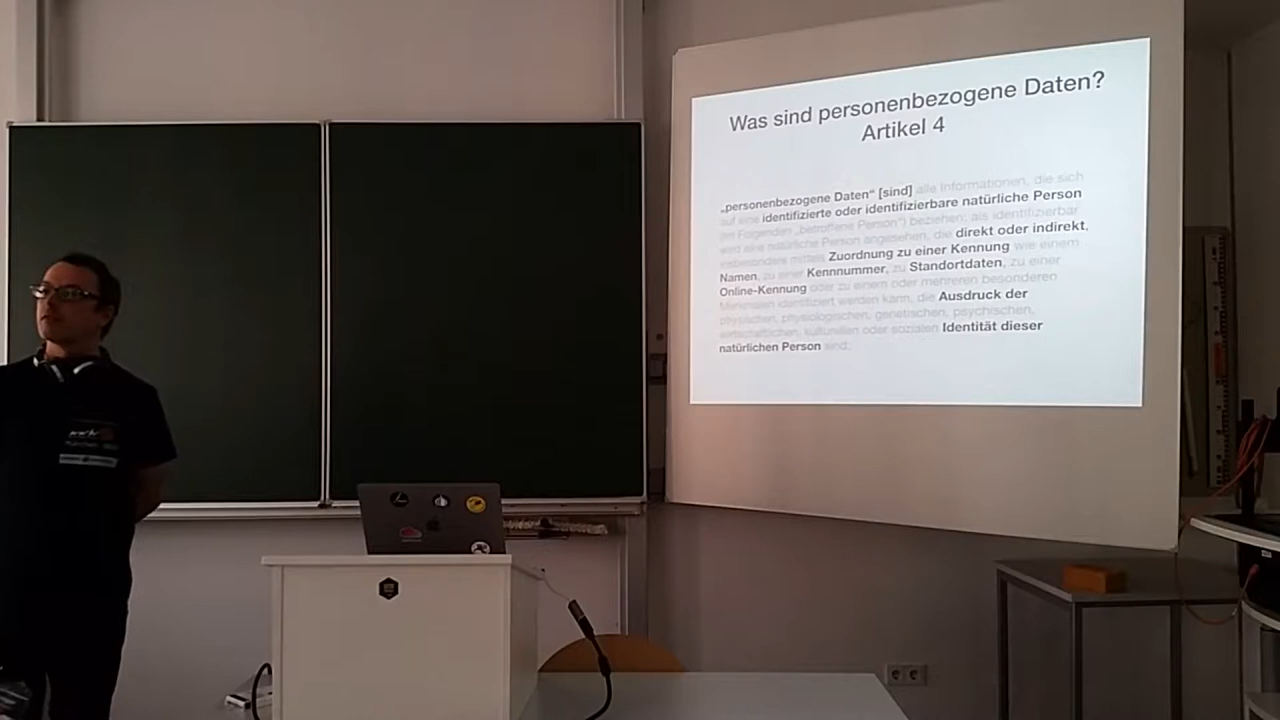 Was sind personenbezogene Daten?
Artikel 4
„personenbezogene Daten“ [sind] alle Informationen, die sich
auf eine identifizierte oder identifizierbare natürliche Person
(im Folgenden „betroffene Person“) beziehen; als identifizierbar
wird eine natürliche Person angesehen, die direkt oder indirekt,
insbesondere mittels Zuordnung zu einer Kennung wie einem
Namen, zu einer Kennnummer, zu Standortdaten, zu einer
Online-Kennung oder zu einem oder mehreren besonderen
Merkmalen identifiziert werden kann, die Ausdruck der
physischen, physiologischen, genetischen, psychischen,
wirtschaftlichen, kulturellen oder sozialen Identität dieser
natürlichen Person sind;